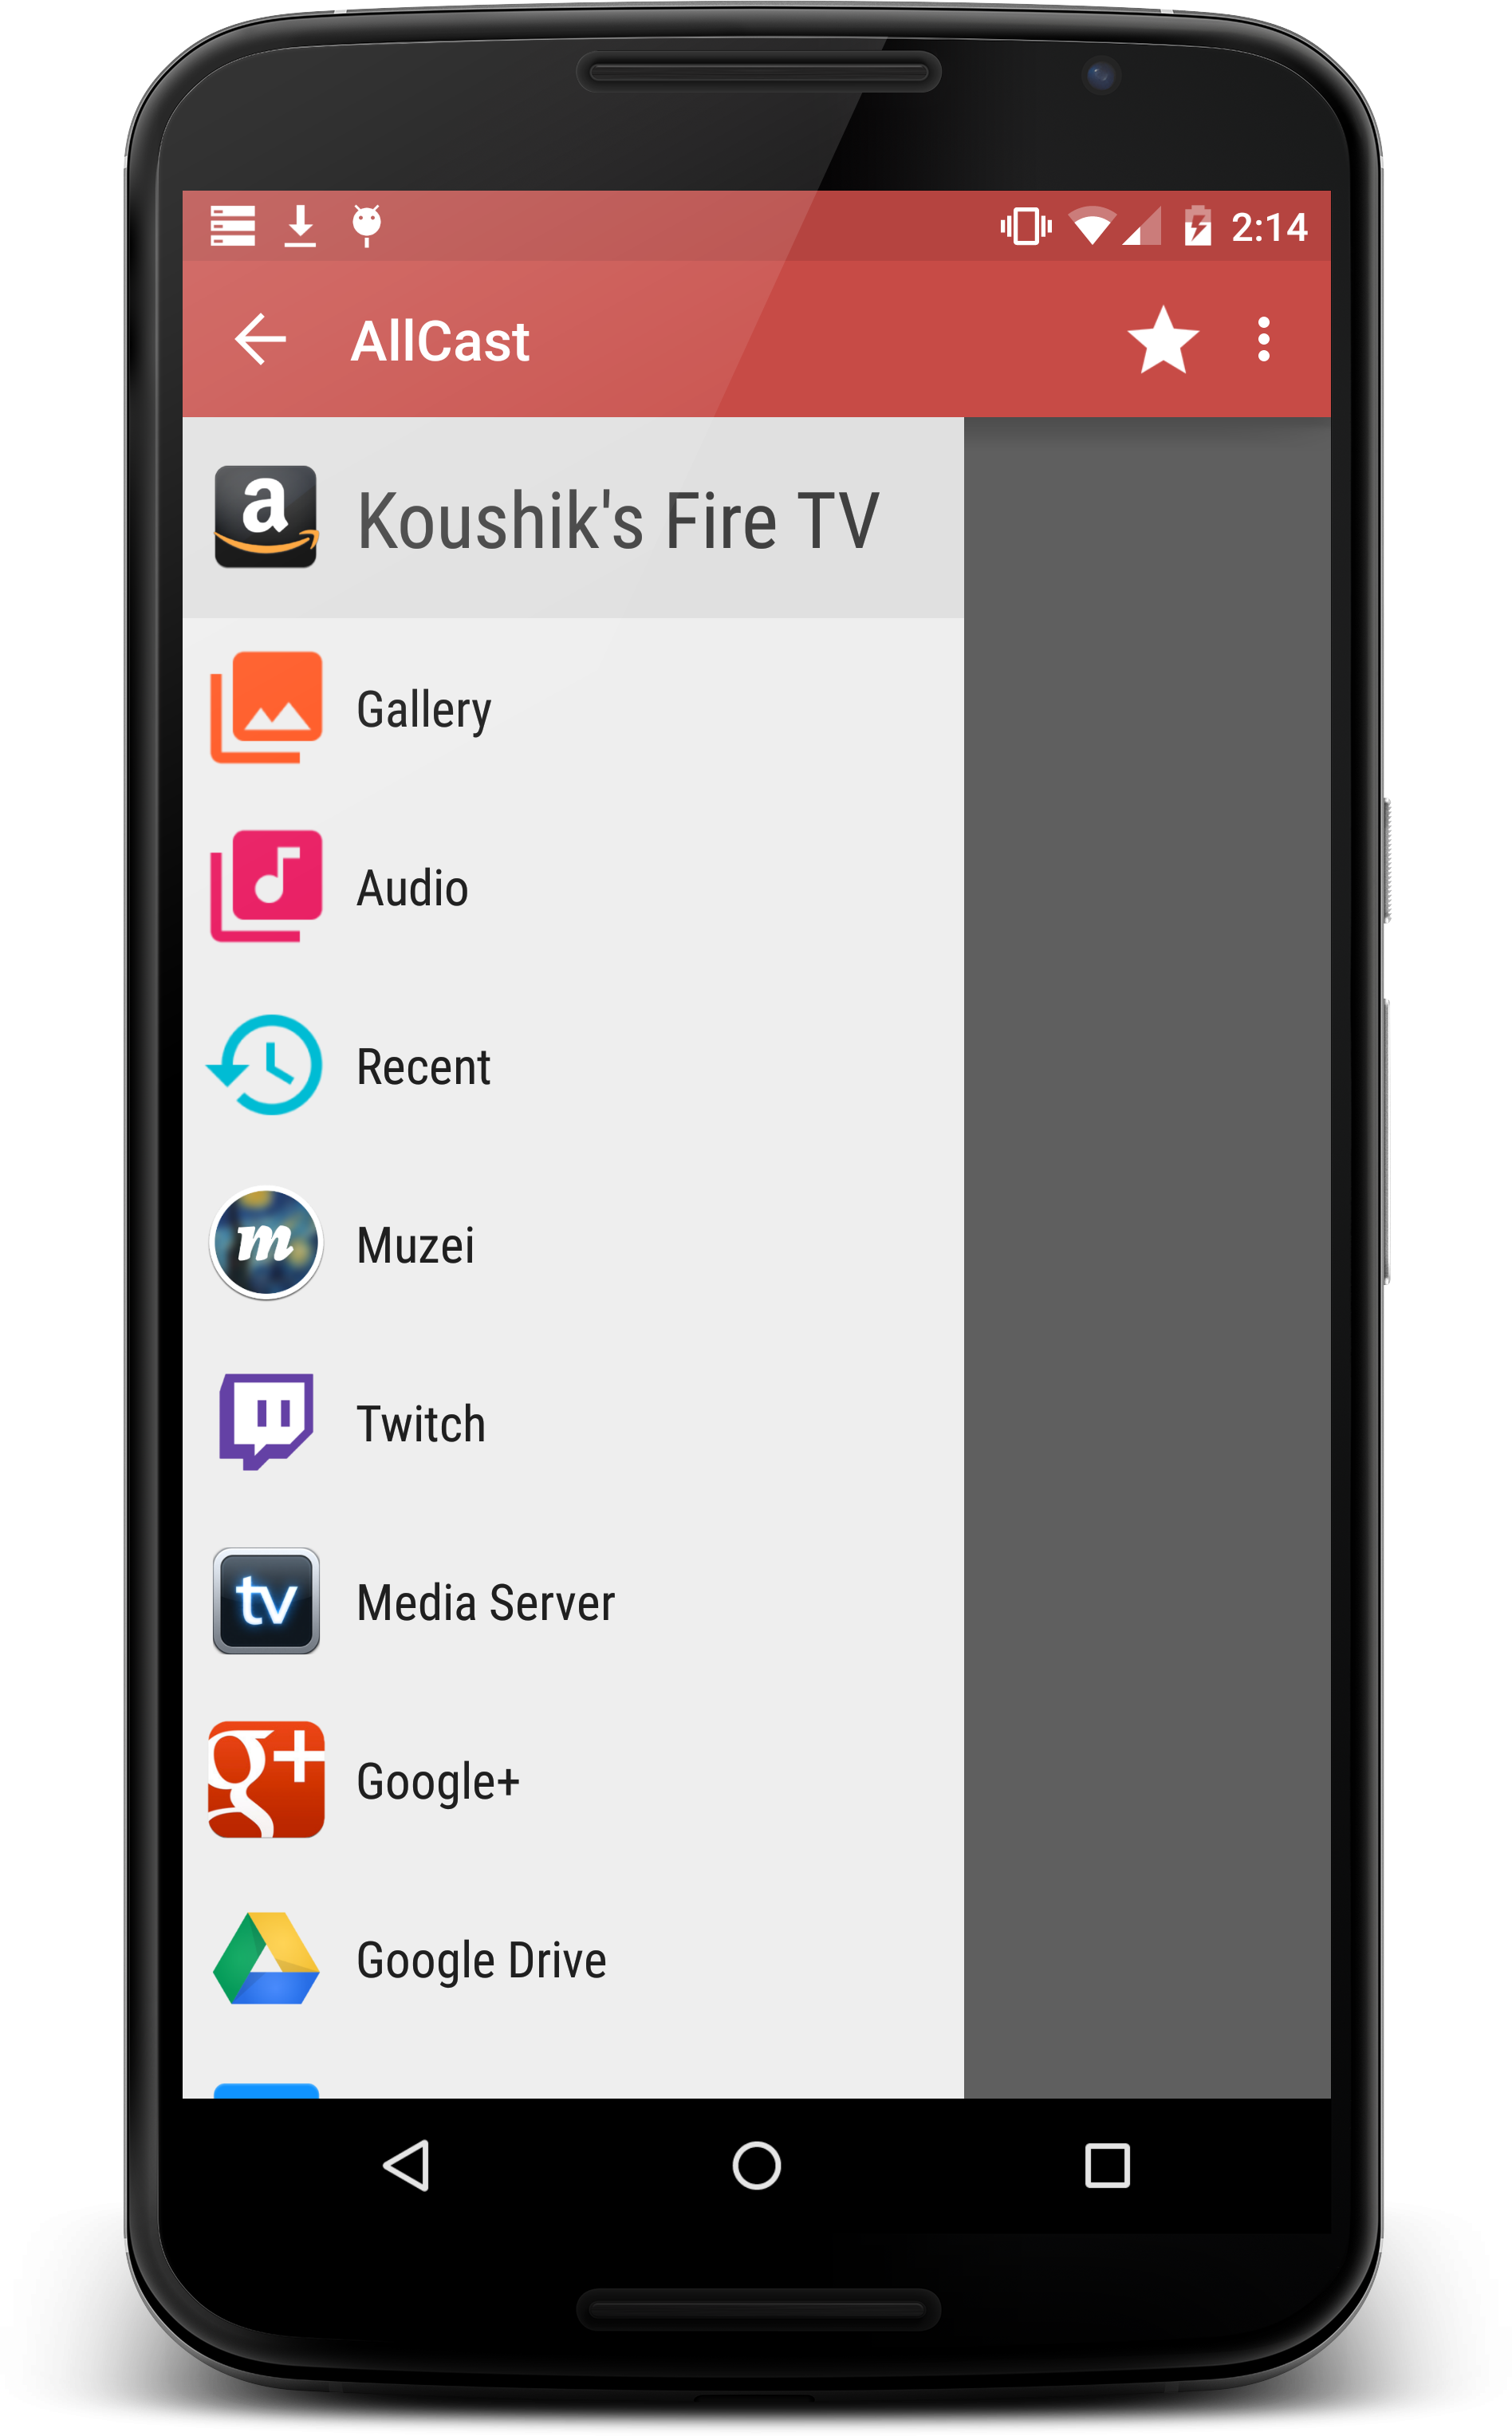 2:14
AllCast
a
Koushik's Fire TV
Gallery
Audio
Recent
m
Muzei
Twitch
tv
Media Server
g+
Google+
Google Drive